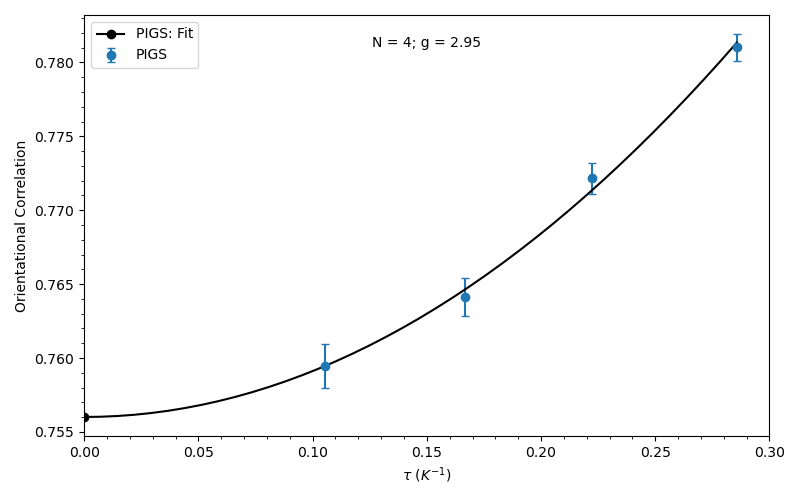 PIGS: Fit
PIGS
N = 4; g = 2.95
Orientational Correlation
0.780
0.775
0.770
0.765
0.760
0.755
0.00
0.05
0.10
0.15
0.20
0.25
0.30
τ (K⁻¹)